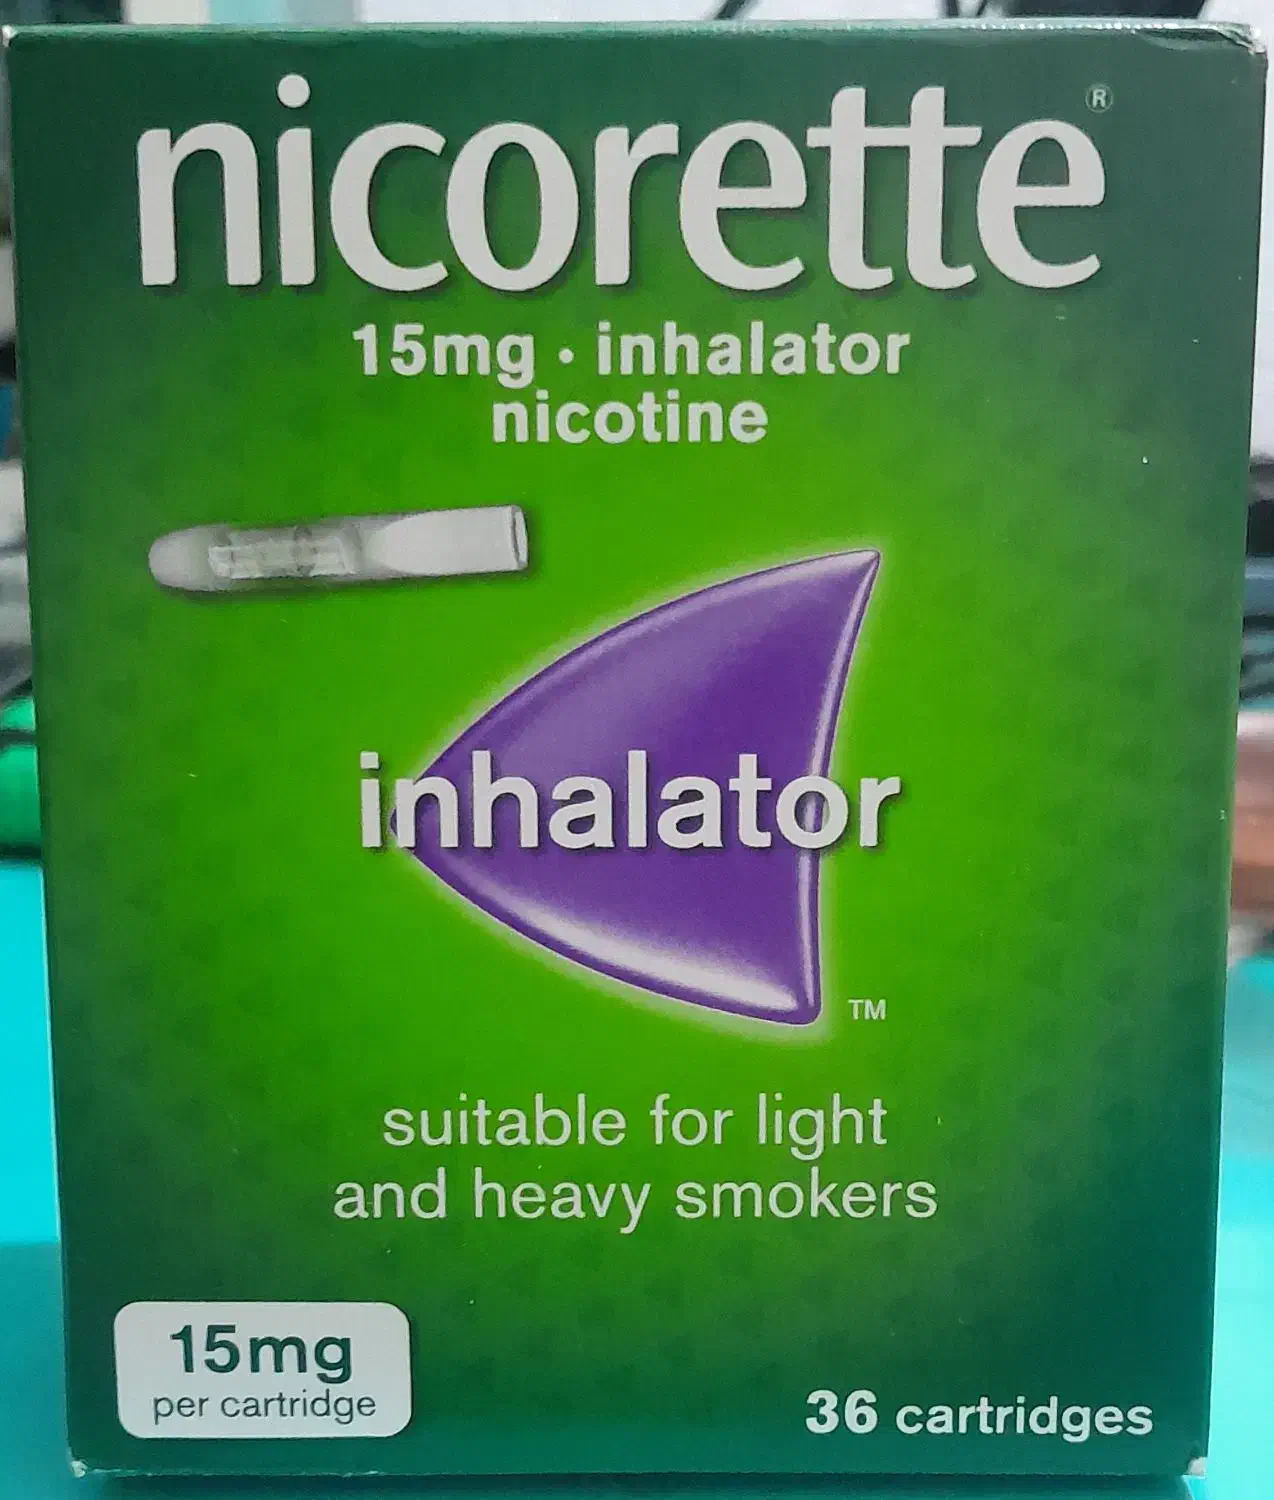 nicorette®
15mg • inhalator
nicotine
inhalator
TM
suitable for light
and heavy smokers
15mg
per cartridge
36 cartridges